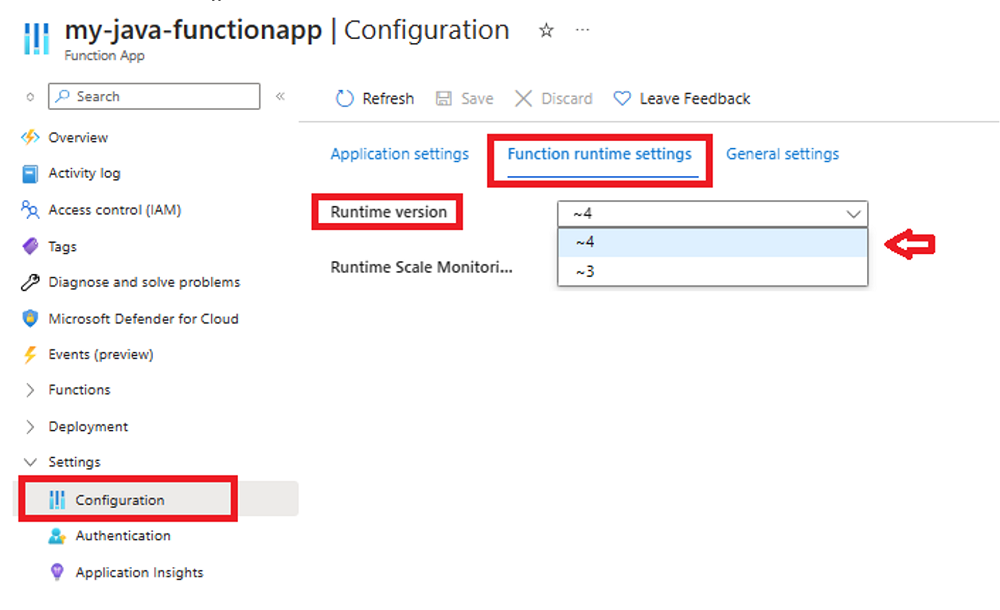 my-java-functionapp | Configuration
Function App
Search
Refresh Save Discard Leave Feedback
Overview
Activity log
Access control (IAM)
Tags
Diagnose and solve problems
Microsoft Defender for Cloud
Events (preview)
Functions
Deployment
Settings
Configuration
Authentication
Application Insights
Application settings Function runtime settings General settings
Runtime version
~4
~4
~3
Runtime Scale Monitori...